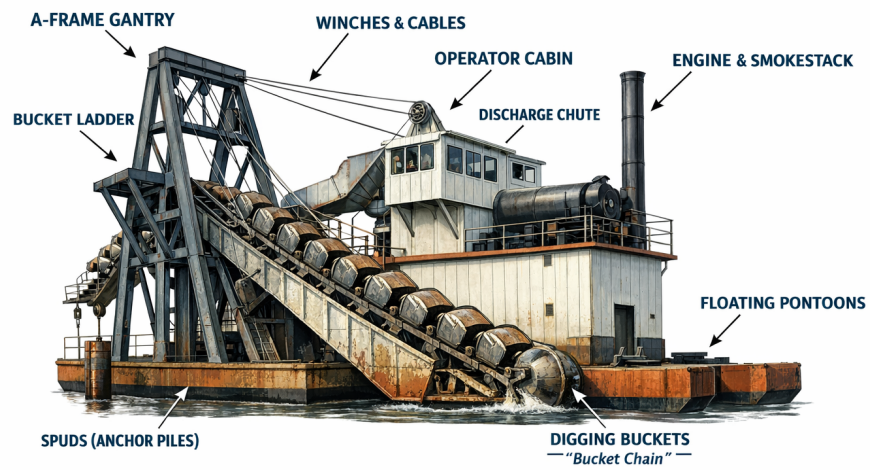 A-FRAME GANTRY
WINCHES & CABLES
OPERATOR CABIN
ENGINE & SMOKESTACK
BUCKET LADDER
DISCHARGE CHUTE
FLOATING PONTOONS
SPUDS (ANCHOR PILES)
DIGGING BUCKETS
— "Bucket Chain" —